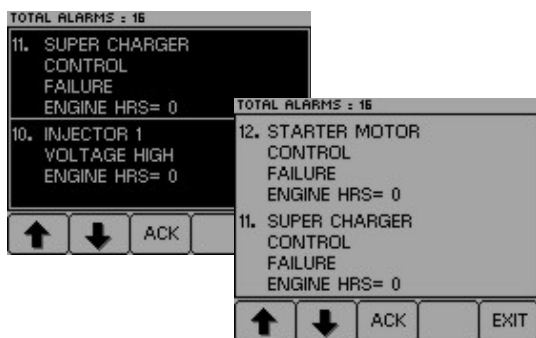 TOTAL ALARMS : 16
11. SUPER CHARGER
CONTROL
FAILURE
ENGINE HRS= 0
10. INJECTOR 1
VOLTAGE HIGH
ENGINE HRS= 0
ACK
TOTAL ALARMS : 16
12. STARTER MOTOR
CONTROL
FAILURE
ENGINE HRS= 0
11. SUPER CHARGER
CONTROL
FAILURE
ENGINE HRS= 0
ACK
EXIT